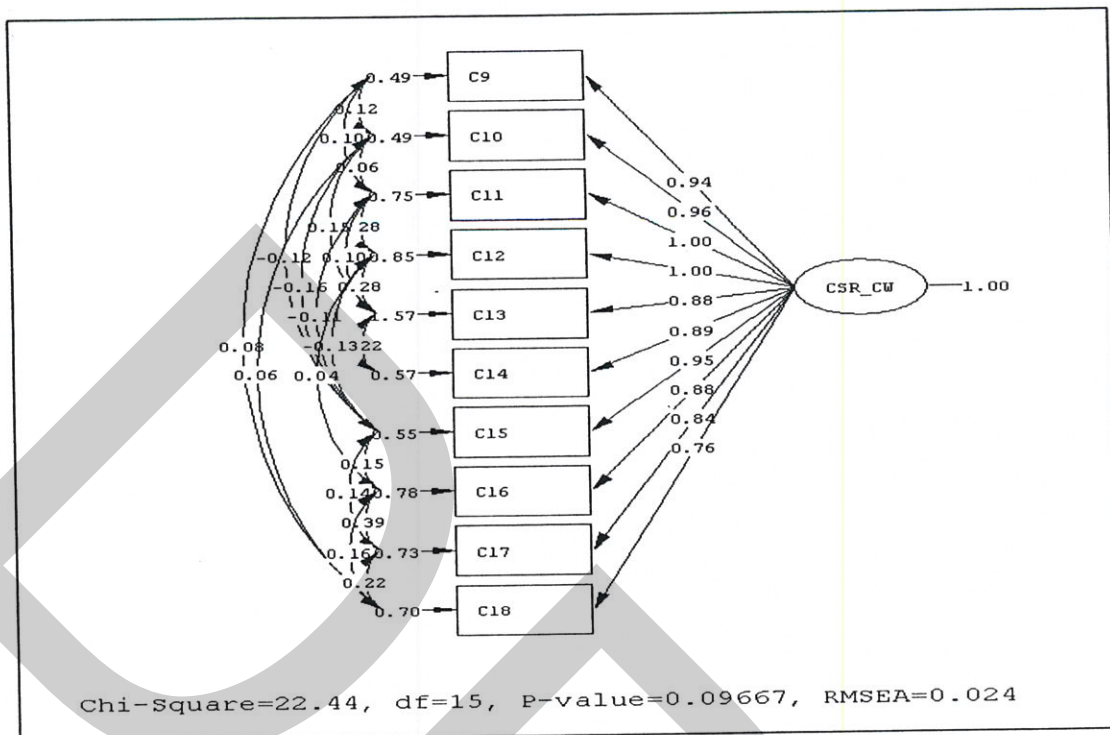 0.49 C9
0.12
0.94
0.10 0.49 C10
0.06
0.96
0.75 C11
1.00
0.15 28
-0.12 0.10 0.85 C12
1.00
-0.16 0.28
0.88
CSR_CW 1.00
-0.11 1.57 C13
0.89
0.08 -0.13 22
0.95
0.06 0.04 0.57 C14
0.88
0.84
0.55 C15
0.76
0.15
0.14 0.78 C16
0.39
0.16 0.73 C17
0.22
0.70 C18
Chi-Square=22.44, df=15, P-value=0.09667, RMSEA=0.024